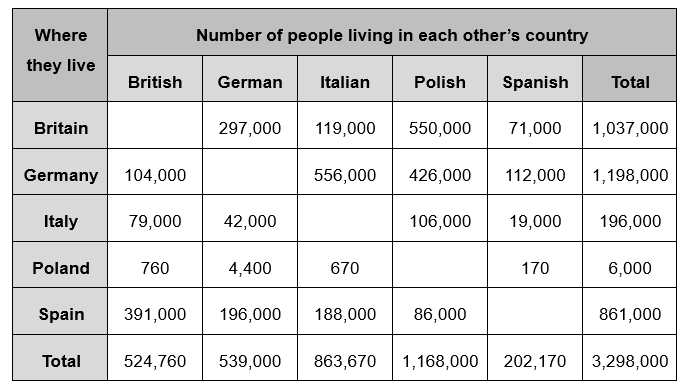 Where they live Number of people living in each other's country
British German Italian Polish Spanish Total
Britain 297,000 119,000 550,000 71,000 1,037,000
Germany 104,000 556,000 426,000 112,000 1,198,000
Italy 79,000 42,000 106,000 19,000 196,000
Poland 760 4,400 670 170 6,000
Spain 391,000 196,000 188,000 86,000 861,000
Total 524,760 539,000 863,670 1,168,000 202,170 3,298,000